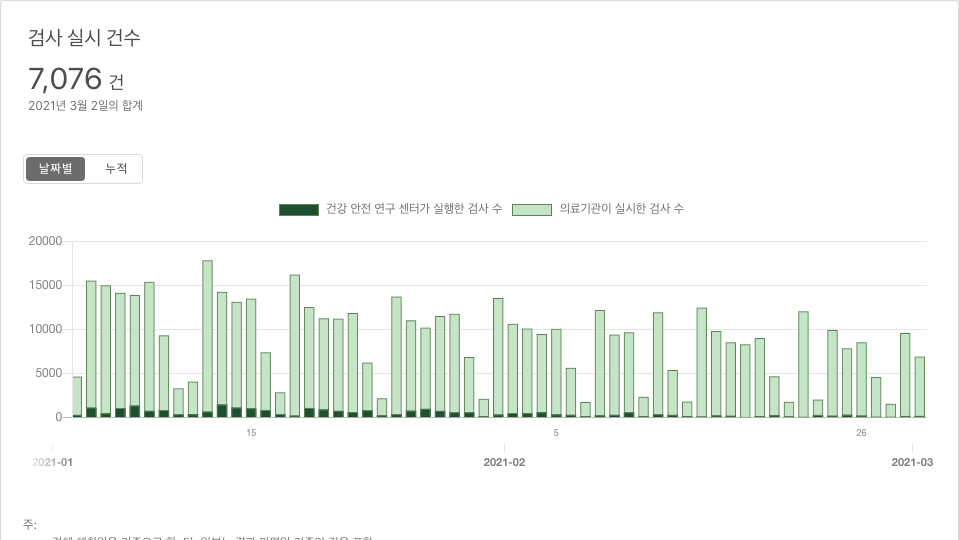 검사 실시 건수
7,076 건
2021년 3월 2일의 합계
날짜별 누적
건강 안전 연구 센터가 실행한 검사 수 의료기관이 실시한 검사 수
20000
15000
10000
5000
0
15 5 26
2021-01 2021-02 2021-03
주: